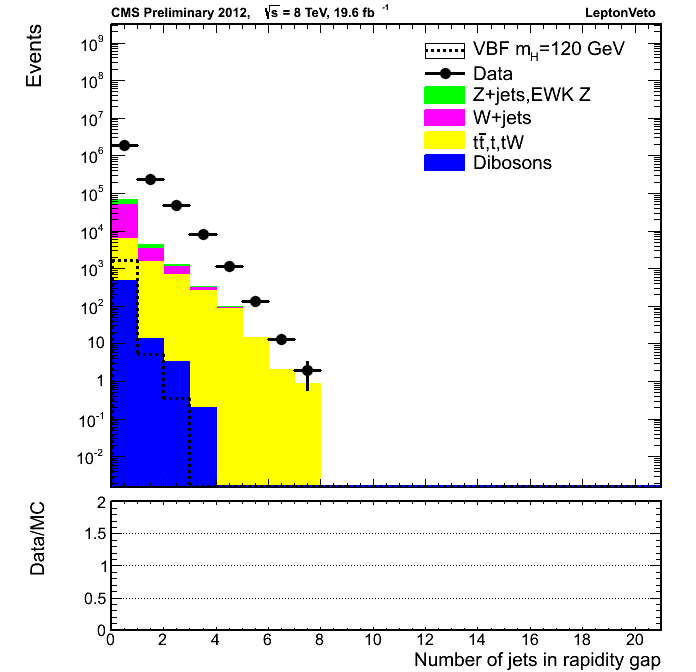 CMS Preliminary 2012, √s = 8 TeV, 19.6 fb⁻¹ LeptonVeto
Events
10⁹
10⁸
10⁷
10⁶
10⁵
10⁴
10³
10²
10
1
10⁻¹
10⁻²
VBF m_H=120 GeV
Data
Z+jets,EWK Z
W+jets
tt̄,t,tW
Dibosons
Data/MC
2
1.5
1
0.5
0
0 2 4 6 8 10 12 14 16 18 20
Number of jets in rapidity gap